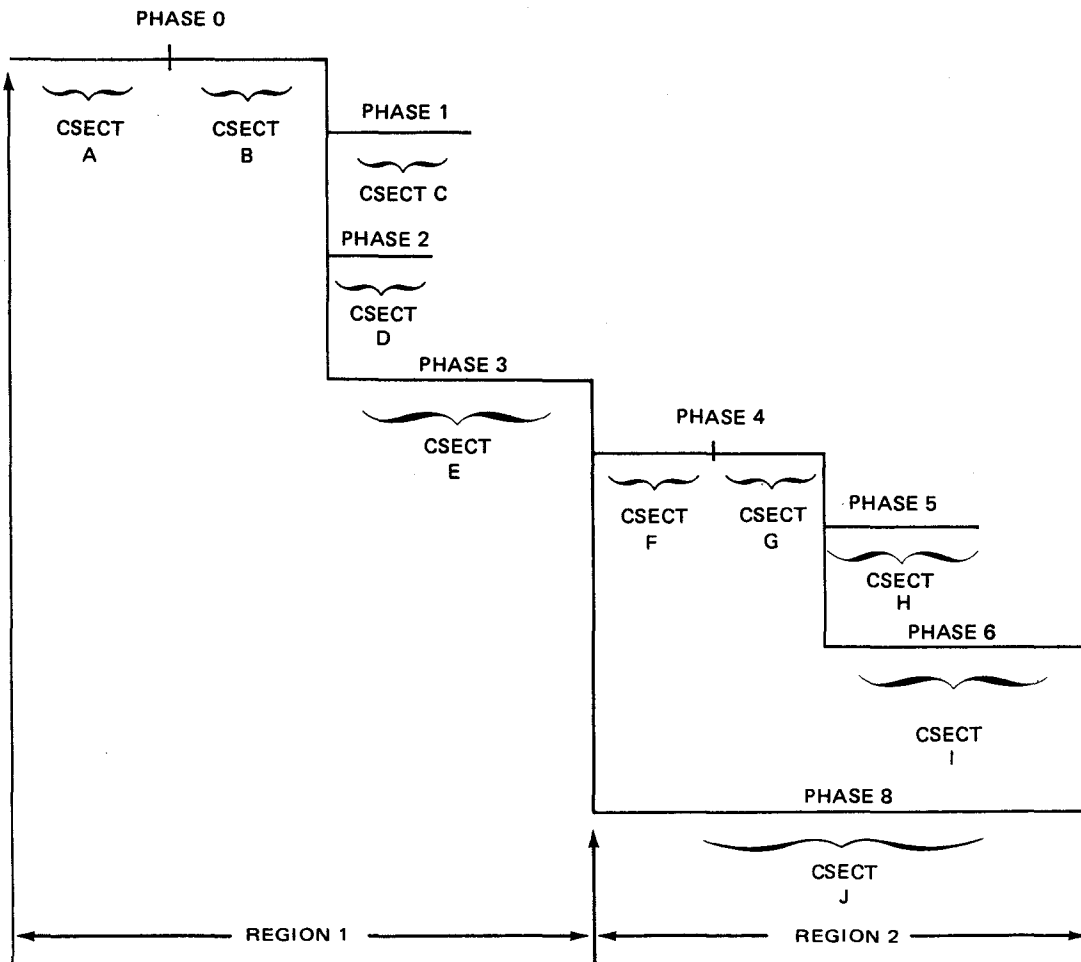 PHASE 0
CSECT
A
CSECT
B
PHASE 1
CSECT C
PHASE 2
CSECT
D
PHASE 3
CSECT
E
PHASE 4
CSECT
F
CSECT
G
PHASE 5
CSECT
H
PHASE 6
CSECT
I
PHASE 8
CSECT
J
REGION 1
REGION 2